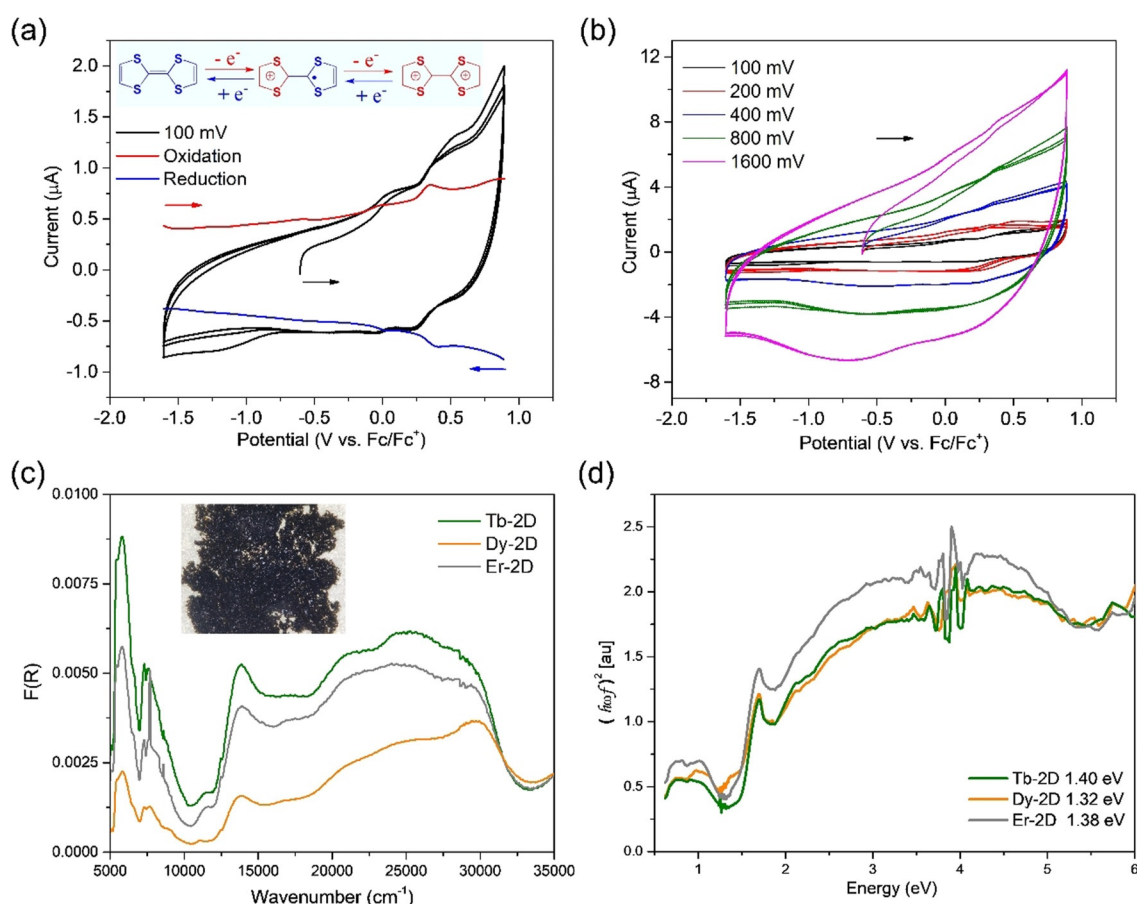 (a)
S S S S
- e⁻
+ e⁻
S S S S
- e⁻
+ e⁻
S S S S
100 mV
Oxidation
Reduction
2.0
1.5
1.0
0.5
0.0
-0.5
-1.0
Current (μA)
-2.0 -1.5 -1.0 -0.5 0.0 0.5 1.0
Potential (V vs. Fc/Fc⁺)
(b)
100 mV
200 mV
400 mV
800 mV
1600 mV
12
8
4
0
-4
-8
Current (μA)
-2.0 -1.5 -1.0 -0.5 0.0 0.5 1.0
Potential (V vs. Fc/Fc⁺)
(c)
Tb-2D
Dy-2D
Er-2D
0.0100
0.0075
0.0050
0.0025
0.0000
F(R)
5000 10000 15000 20000 25000 30000 35000
Wavenumber (cm⁻¹)
(d)
2.5
2.0
1.5
1.0
0.5
0.0
(ħωf)² [au]
Tb-2D 1.40 eV
Dy-2D 1.32 eV
Er-2D 1.38 eV
1 2 3 4 5 6
Energy (eV)